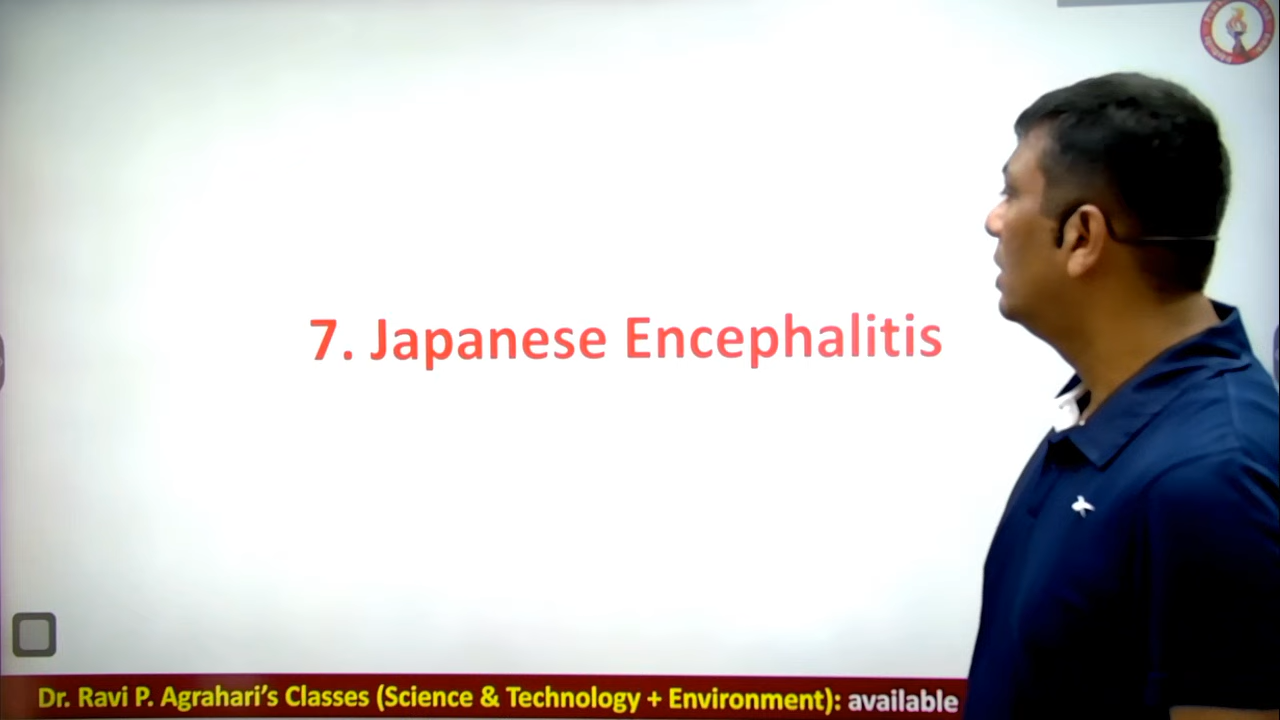 7. Japanese Encephalitis
Dr. Ravi P. Agrahari's Classes (Science & Technology + Environment): available